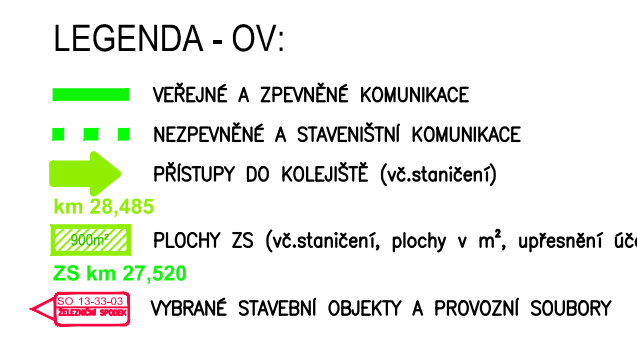 LEGENDA - OV:
VEŘEJNÉ A ZPEVNĚNÉ KOMUNIKACE
NEZPEVNĚNÉ A STAVENIŠTNÍ KOMUNIKACE
PŘÍSTUPY DO KOLEJIŠTĚ (vč.staničení)
km 28,485
900m² PLOCHY ZS (vč.staničení, plochy v m², upřesnění
ZS km 27,520
SO 13-33-03
ŽELEZNIČNÍ SPODEK
VYBRANÉ STAVEBNÍ OBJEKTY A PROVOZNÍ SOUBORY